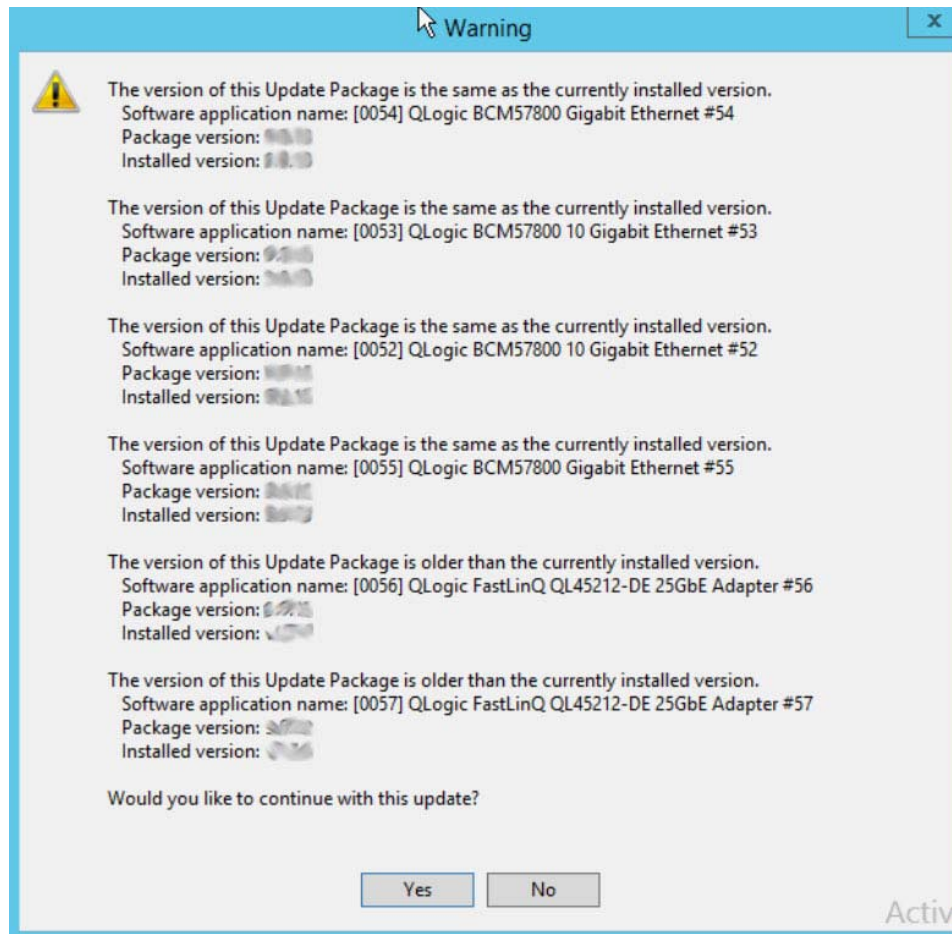 Warning
x
The version of this Update Package is the same as the currently installed version.
Software application name: [0054] QLogic BCM57800 Gigabit Ethernet #54
Package version:
Installed version:
The version of this Update Package is the same as the currently installed version.
Software application name: [0053] QLogic BCM57800 10 Gigabit Ethernet #53
Package version:
Installed version:
The version of this Update Package is the same as the currently installed version.
Software application name: [0052] QLogic BCM57800 10 Gigabit Ethernet #52
Package version:
Installed version:
The version of this Update Package is the same as the currently installed version.
Software application name: [0055] QLogic BCM57800 Gigabit Ethernet #55
Package version:
Installed version:
The version of this Update Package is older than the currently installed version.
Software application name: [0056] QLogic FastLinQ QL45212-DE 25GbE Adapter #56
Package version:
Installed version:
The version of this Update Package is older than the currently installed version.
Software application name: [0057] QLogic FastLinQ QL45212-DE 25GbE Adapter #57
Package version:
Installed version:
Would you like to continue with this update?
Yes No
Activ